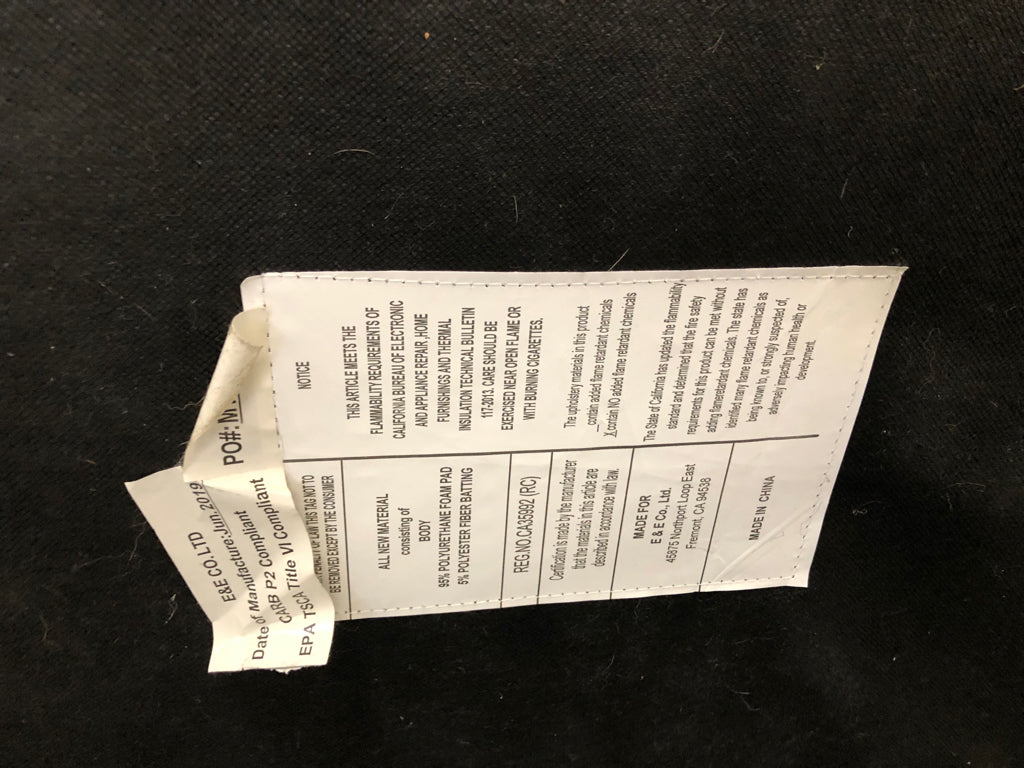 E&E CO.LTD
Date of Manufacture:Jun.2019
CARB P2 Compliant
EPA TSCA Title VI Compliant
PO#:
OF LAW THIS TAG NOT TO
BE REMOVED EXCEPT BY THE CONSUMER
ALL NEW MATERIAL
consisting of
BODY
95% POLYURETHANE FOAM PAD
5% POLYESTER FIBER BATTING
REG.NO.CA35992 (RC)
Certification is made by the manufacturer
that the materials in this article are
described in accordance with law.
MADE FOR
E & E Co., Ltd.
45875 Northport Loop East
Fremont, CA 94538
MADE IN CHINA
NOTICE
THIS ARTICLE MEETS THE
FLAMMABILITY REQUIREMENTS OF
CALIFORNIA BUREAU OF ELECTRONIC
AND APPLIANCE REPAIR ,HOME
FURNISHINGS AND THERMAL
INSULATION TECHNICAL BULLETIN
117-2013. CARE SHOULD BE
EXERCISED NEAR OPEN FLAME OR
WITH BURNING CIGARETTES.
The upholstery materials in this product
_contain added flame retardant chemicals
X contain NO added flame retardant chemicals
The State of California has updated the flammability
standard and determined that the fire safety
requirements for this product can be met without
adding flameretardant chemicals. The state has
identified many flame retardant chemicals as
being known to, or strongly suspected of,
adversely impacting human health or
development.